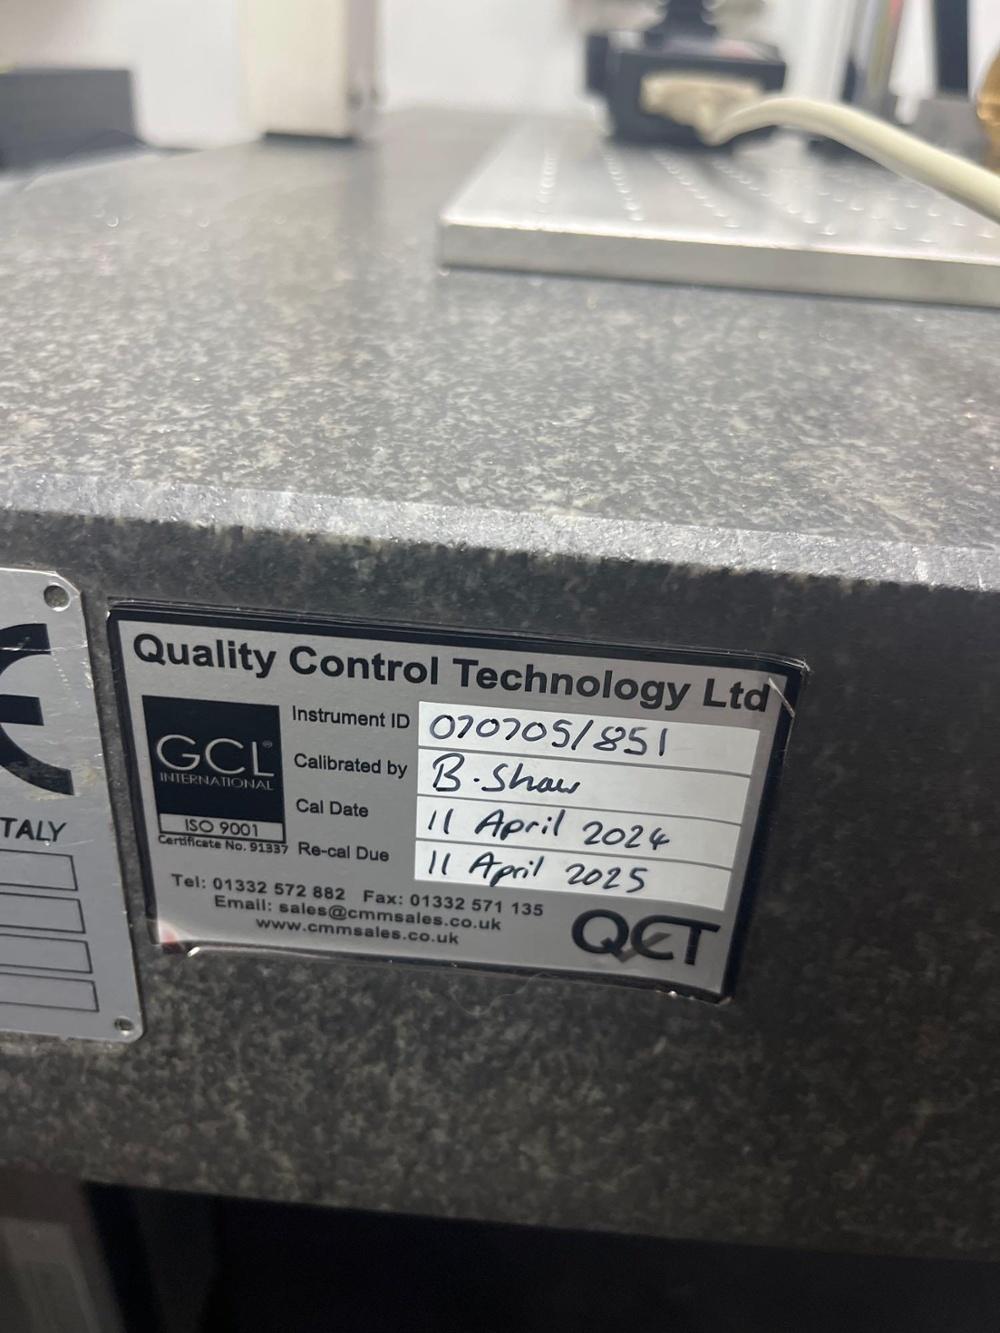 Quality Control Technology Ltd
GCL®
INTERNATIONAL
ISO 9001
Certificate No. 91337
Instrument ID 070705/851
Calibrated by B. Shaw
Cal Date 11 April 2024
Re-cal Due 11 April 2025
Tel: 01332 572 882 Fax: 01332 571 135
Email: sales@cmmsales.co.uk
www.cmmsales.co.uk
QCT
CE
TALY